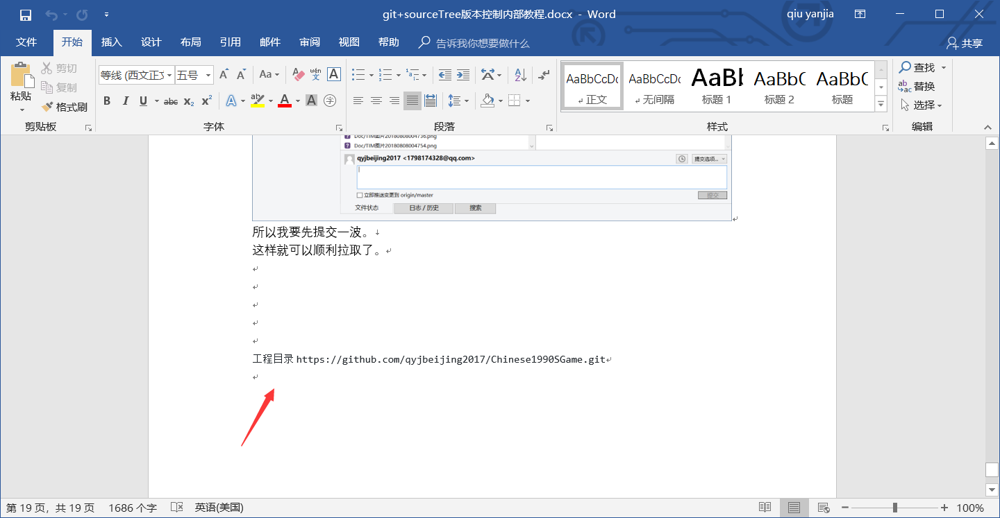 git+sourceTree版本控制内部教程.docx - Word
qiu yanjia
文件 开始 插入 设计 布局 引用 邮件 审阅 视图 帮助 告诉我你想要做什么 共享
粘贴
剪切
复制
格式刷
剪贴板
等线 (西文正文 五号
字体
段落
AaBbCcDc AaBbCcDc AaBbl AaBbC AaBbC
正文 无间隔 标题 1 标题 2 标题
样式
查找
替换
选择
编辑
Doc/TIM图片20180808004736.png
Doc/TIM图片20180808004754.png
qyjbeijing2017 <1798174328@qq.com>
提交选项...
立即推送变更到 origin/master
提交
文件状态 日志 / 历史 搜索
所以我要先提交一波。
这样就可以顺利拉取了。
工程目录 https://github.com/qyjbeijing2017/Chinese1990SGame.git
第 19 页，共 19 页 1686 个字 英语(美国) 100%